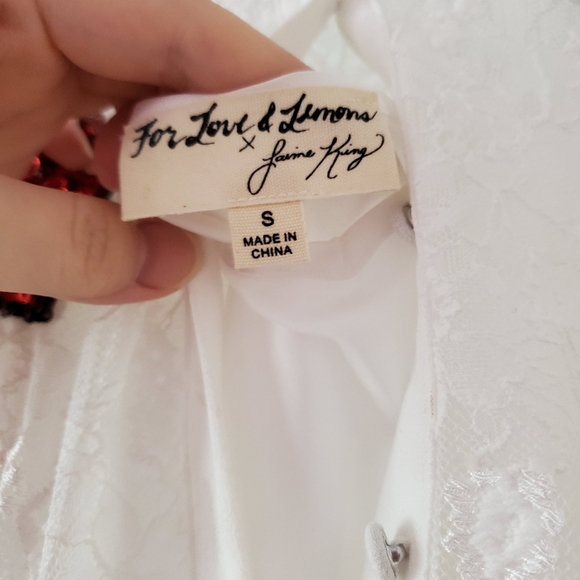 For Love & Lemons
x
Jaime King
S
MADE IN
CHINA